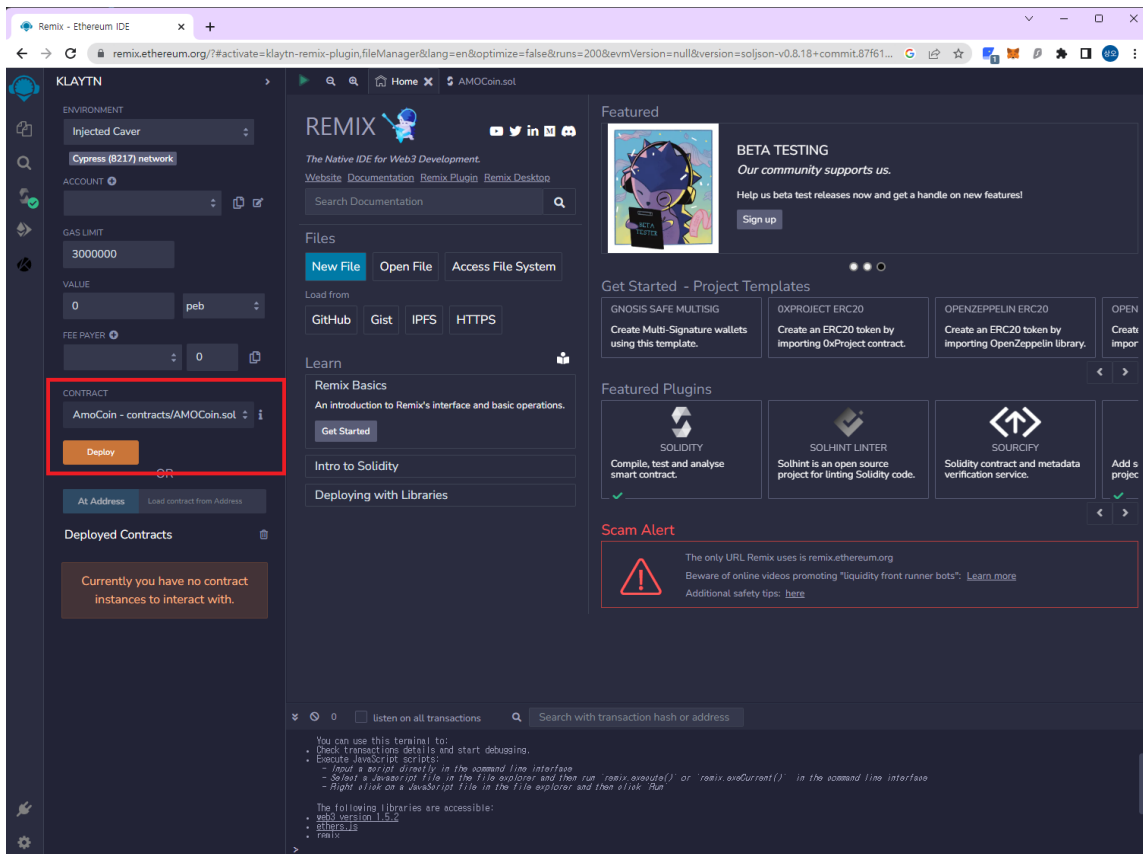 Remix - Ethereum IDE
remix.ethereum.org/?#activate=klaytn-remix-plugin,fileManager&lang=en&optimize=false&runs=200&evmVersion=null&version=soljson-v0.8.18+commit.87f61...
상오
KLAYTN
Home
AMOCoin.sol
ENVIRONMENT
Injected Caver
Cypress (8217) network
ACCOUNT
GAS LIMIT
3000000
VALUE
0
peb
FEE PAYER
0
CONTRACT
AmoCoin - contracts/AMOCoin.sol
Deploy
OR
At Address
Load contract from Address
Deployed Contracts
Currently you have no contract
instances to interact with.
REMIX
The Native IDE for Web3 Development.
Website Documentation Remix Plugin Remix Desktop
Search Documentation
Files
New File
Open File
Access File System
Load from
GitHub
Gist
IPFS
HTTPS
Learn
Remix Basics
An introduction to Remix's interface and basic operations.
Get Started
Intro to Solidity
Deploying with Libraries
Featured
BETA
TESTER
BETA TESTING
Our community supports us.
Help us beta test releases now and get a handle on new features!
Sign up
Get Started - Project Templates
GNOSIS SAFE MULTISIG
Create Multi-Signature wallets
using this template.
0XPROJECT ERC20
Create an ERC20 token by
importing 0xProject contract.
OPENZEPPELIN ERC20
Create an ERC20 token by
importing OpenZeppelin library.
OPEN
Create
impor
Featured Plugins
SOLIDITY
Compile, test and analyse
smart contract.
SOLHINT LINTER
Solhint is an open source
project for linting Solidity code.
SOURCIFY
Solidity contract and metadata
verification service.
Add s
projec
Scam Alert
The only URL Remix uses is remix.ethereum.org
Beware of online videos promoting "liquidity front runner bots": Learn more
Additional safety tips: here
0
listen on all transactions
Search with transaction hash or address
You can use this terminal to:
Check transactions details and start debugging.
Execute JavaScript scripts:
- Input a script directly in the command line interface
- Select a Javascript file in the file explorer and then run `remix.execute()` or `remix.exeCurrent()` in the command line interface
- Right click on a JavaScript file in the file explorer and then click `Run`
The following libraries are accessible:
web3 version 1.5.2
ethers.js
remix
>